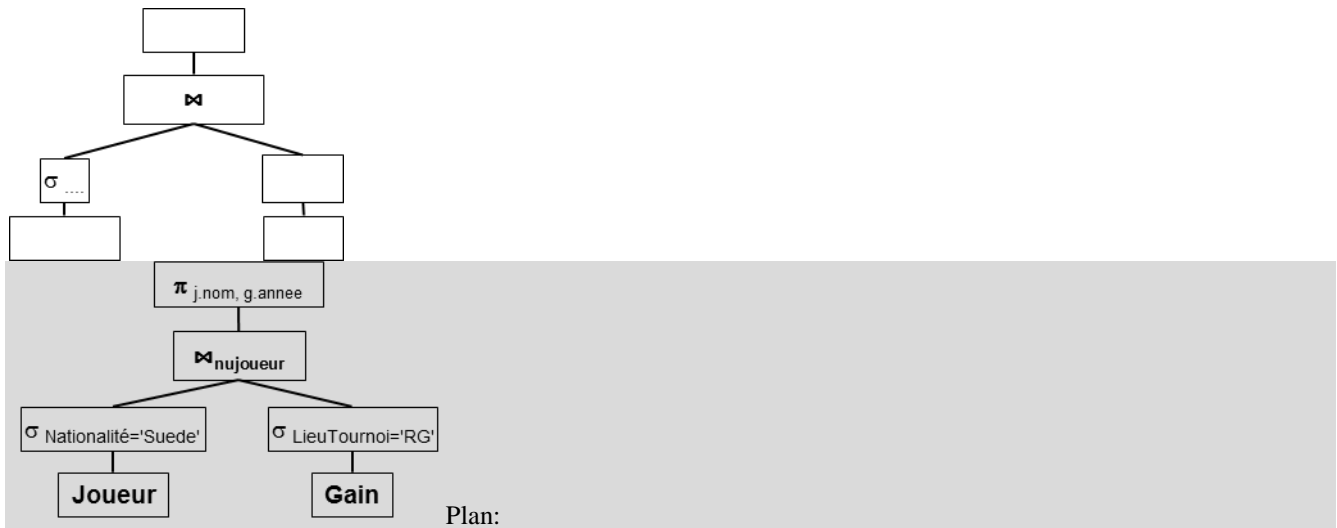 ⋈
σ ....
π j.nom, g.annee
⋈nujoueur
σ Nationalité='Suede' σ LieuTournoi='RG'
Joueur Gain
Plan: